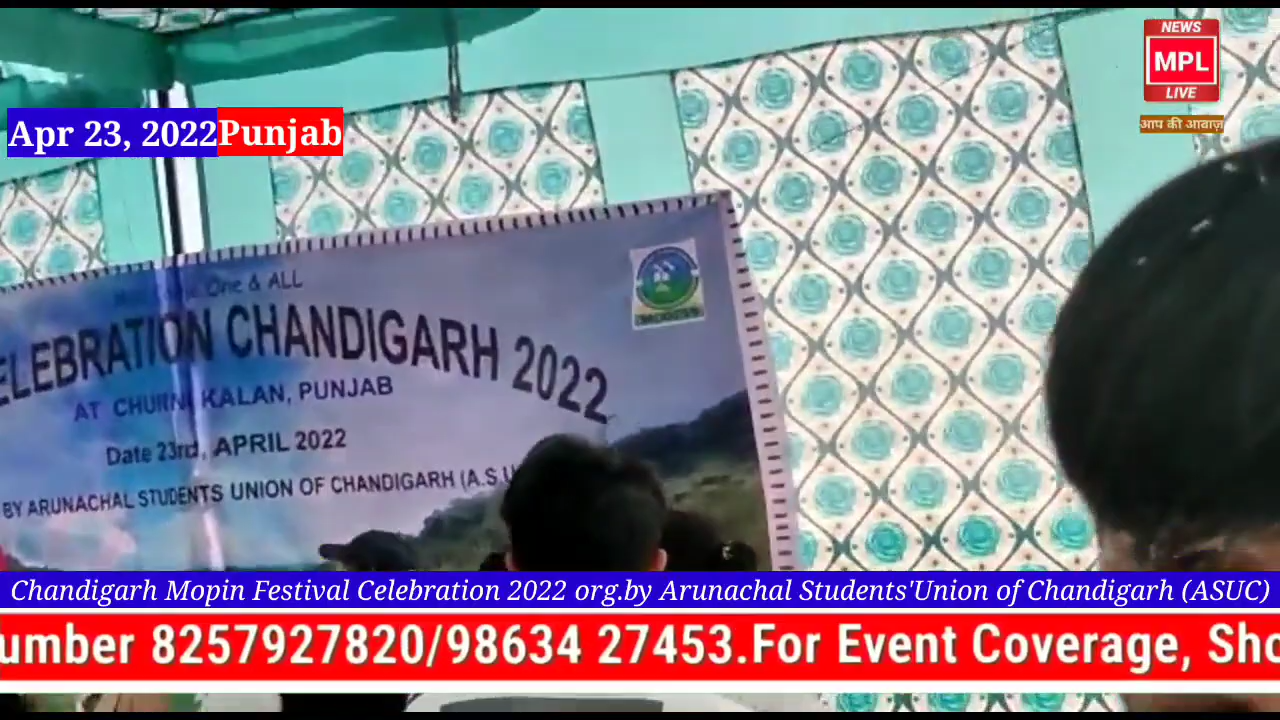 NEWS
MPL
LIVE
आप की आवाज़
Apr 23, 2022 Punjab
One & ALL
ELEBRATION CHANDIGARH 2022
AT CHURNI KALAN, PUNJAB
Date 23rd, APRIL 2022
BY ARUNACHAL STUDENTS UNION OF CHANDIGARH (A.S.U
Chandigarh Mopin Festival Celebration 2022 org.by Arunachal Students'Union of Chandigarh (ASUC)
umber 8257927820/98634 27453.For Event Coverage, Sho